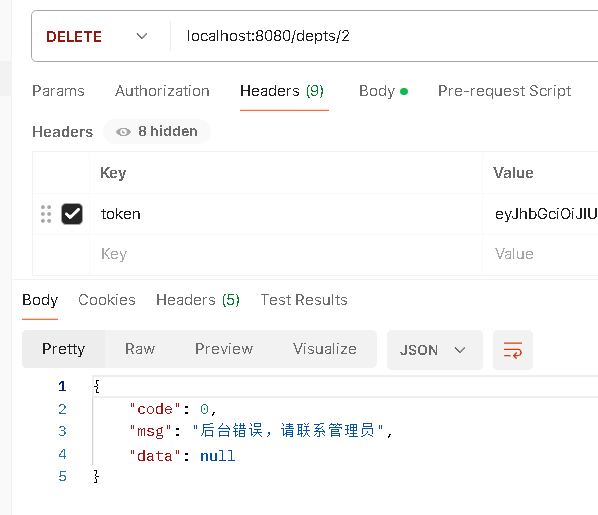 DELETE localhost:8080/depts/2
Params Authorization Headers (9) Body Pre-request Script
Headers 8 hidden
Key Value
token eyJhbGciOiJIU
Key Value
Body Cookies Headers (5) Test Results
Pretty Raw Preview Visualize JSON
1 {
2 "code": 0,
3 "msg": "后台错误，请联系管理员",
4 "data": null
5 }